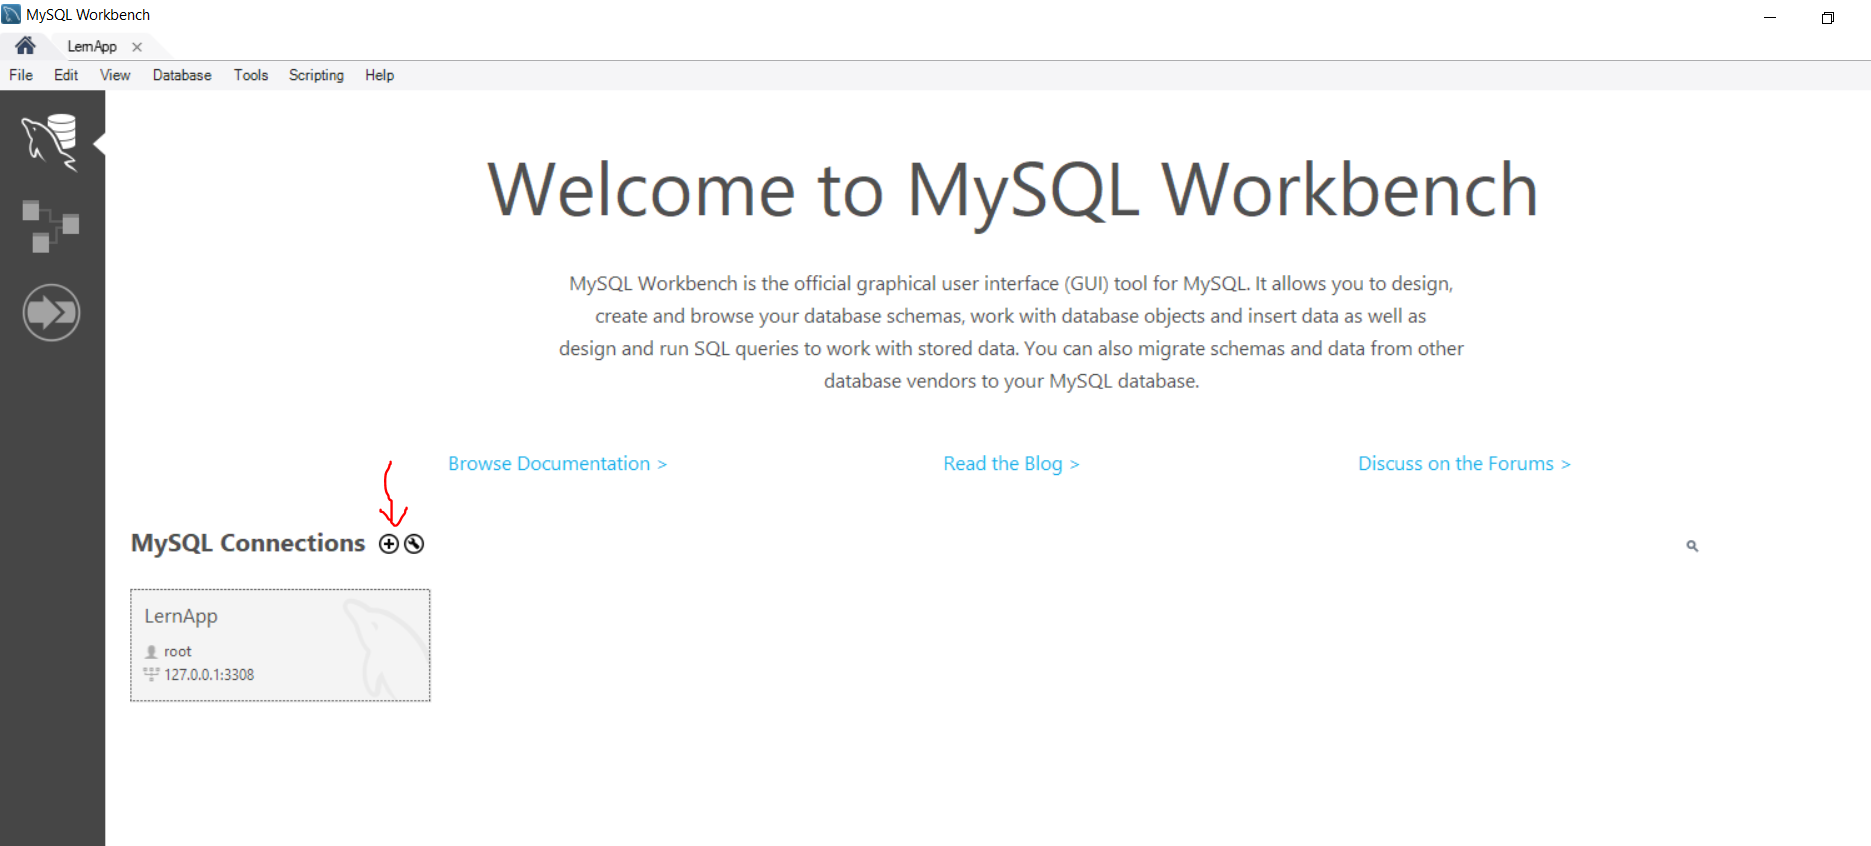 MySQL Workbench
LernApp
File Edit View Database Tools Scripting Help
Welcome to MySQL Workbench
MySQL Workbench is the official graphical user interface (GUI) tool for MySQL. It allows you to design,
create and browse your database schemas, work with database objects and insert data as well as
design and run SQL queries to work with stored data. You can also migrate schemas and data from other
database vendors to your MySQL database.
Browse Documentation > Read the Blog > Discuss on the Forums >
MySQL Connections
LernApp
root
127.0.0.1:3308